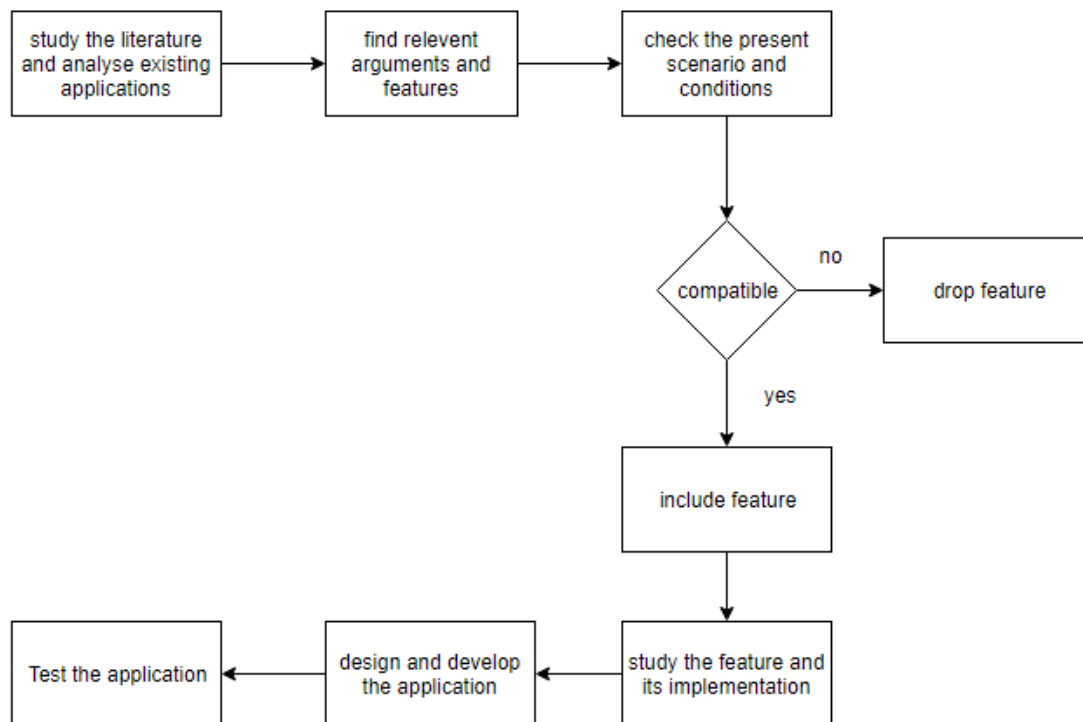 study the literature
and analyse existing
applications
find relevent
arguments and
features
check the present
scenario and
conditions
compatible
no
drop feature
yes
include feature
study the feature and
its implementation
design and develop
the application
Test the application